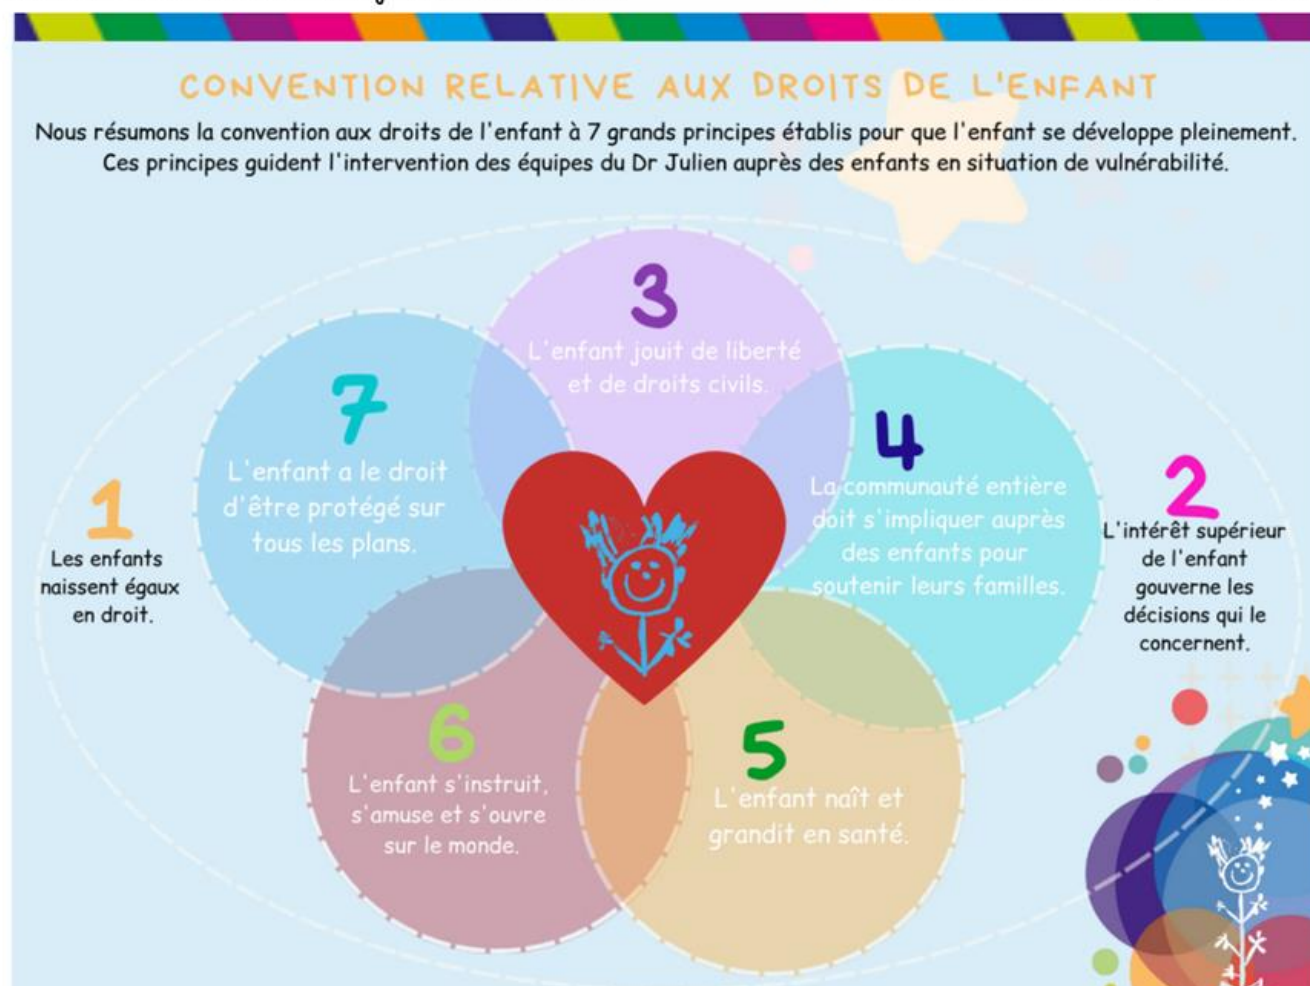 CONVENTION RELATIVE AUX DROITS DE L'ENFANT
Nous résumons la convention aux droits de l'enfant à 7 grands principes établis pour que l'enfant se développe pleinement.
Ces principes guident l'intervention des équipes du Dr Julien auprès des enfants en situation de vulnérabilité.
1
Les enfants
naissent égaux
en droit.
2
L'intérêt supérieur
de l'enfant
gouverne les
décisions qui le
concernent.
3
L'enfant jouit de liberté
et de droits civils.
4
La communauté entière
doit s'impliquer auprès
des enfants pour
soutenir leurs familles.
5
L'enfant naît et
grandit en santé.
6
L'enfant s'instruit,
s'amuse et s'ouvre
sur le monde.
7
L'enfant a le droit
d'être protégé sur
tous les plans.